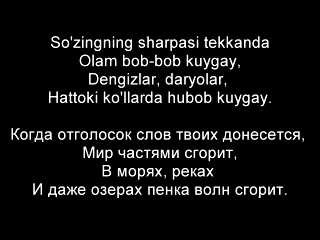 So'zingning sharpasi tekkanda
Olam bob-bob kuygay,
Dengizlar, daryolar,
Hattoki ko'llarda hubob kuygay.
Когда отголосок слов твоих донесется,
Мир частями сгорит,
В морях, реках
И даже озерах пенка волн сгорит.